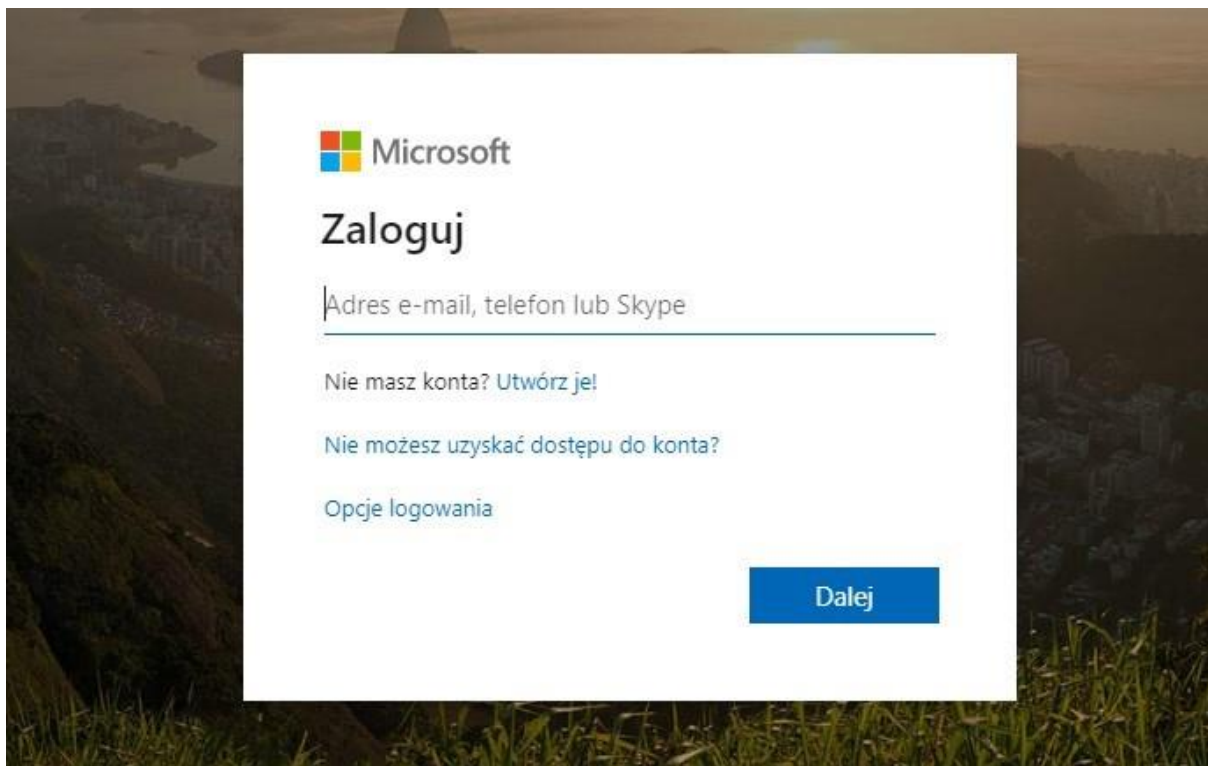 Microsoft
Zaloguj
Adres e-mail, telefon lub Skype
Nie masz konta? Utwórz je!
Nie możesz uzyskać dostępu do konta?
Opcje logowania
Dalej